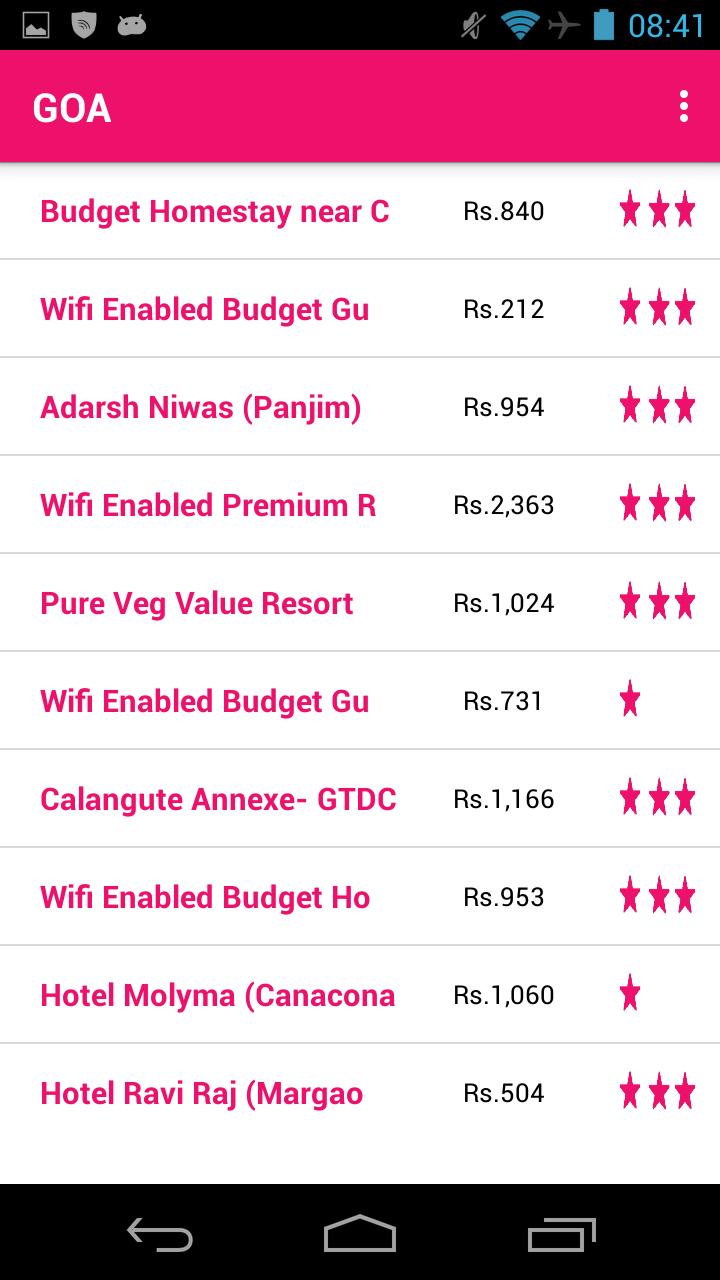 08:41
GOA
Budget Homestay near C Rs.840
Wifi Enabled Budget Gu Rs.212
Adarsh Niwas (Panjim) Rs.954
Wifi Enabled Premium R Rs.2,363
Pure Veg Value Resort Rs.1,024
Wifi Enabled Budget Gu Rs.731
Calangute Annexe- GTDC Rs.1,166
Wifi Enabled Budget Ho Rs.953
Hotel Molyma (Canacona Rs.1,060
Hotel Ravi Raj (Margao Rs.504